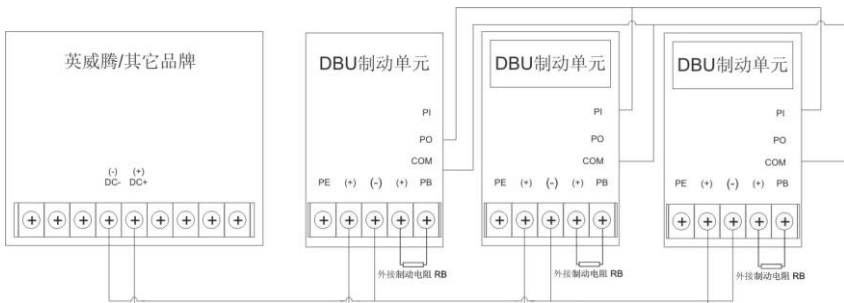 英威腾/其它品牌
(-) (+)
DC- DC+
DBU制动单元
PI
PO
COM
PE (+) (-) (+) PB
外接制动电阻 RB
DBU制动单元
PI
PO
COM
PE (+) (-) (+) PB
外接制动电阻 RB
DBU制动单元
PI
PO
COM
PE (+) (-) (+) PB
外接制动电阻 RB